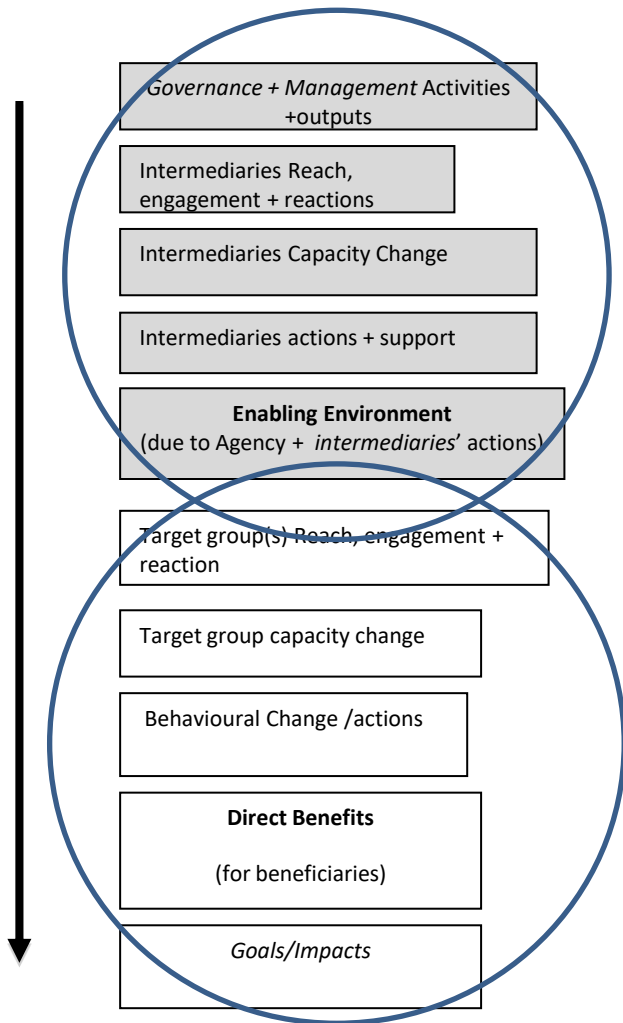 Governance + Management Activities
+outputs
Intermediaries Reach,
engagement + reactions
Intermediaries Capacity Change
Intermediaries actions + support
Enabling Environment
(due to Agency + intermediaries' actions)
Target group(s) Reach, engagement +
reaction
Target group capacity change
Behavioural Change /actions
Direct Benefits
(for beneficiaries)
Goals/Impacts